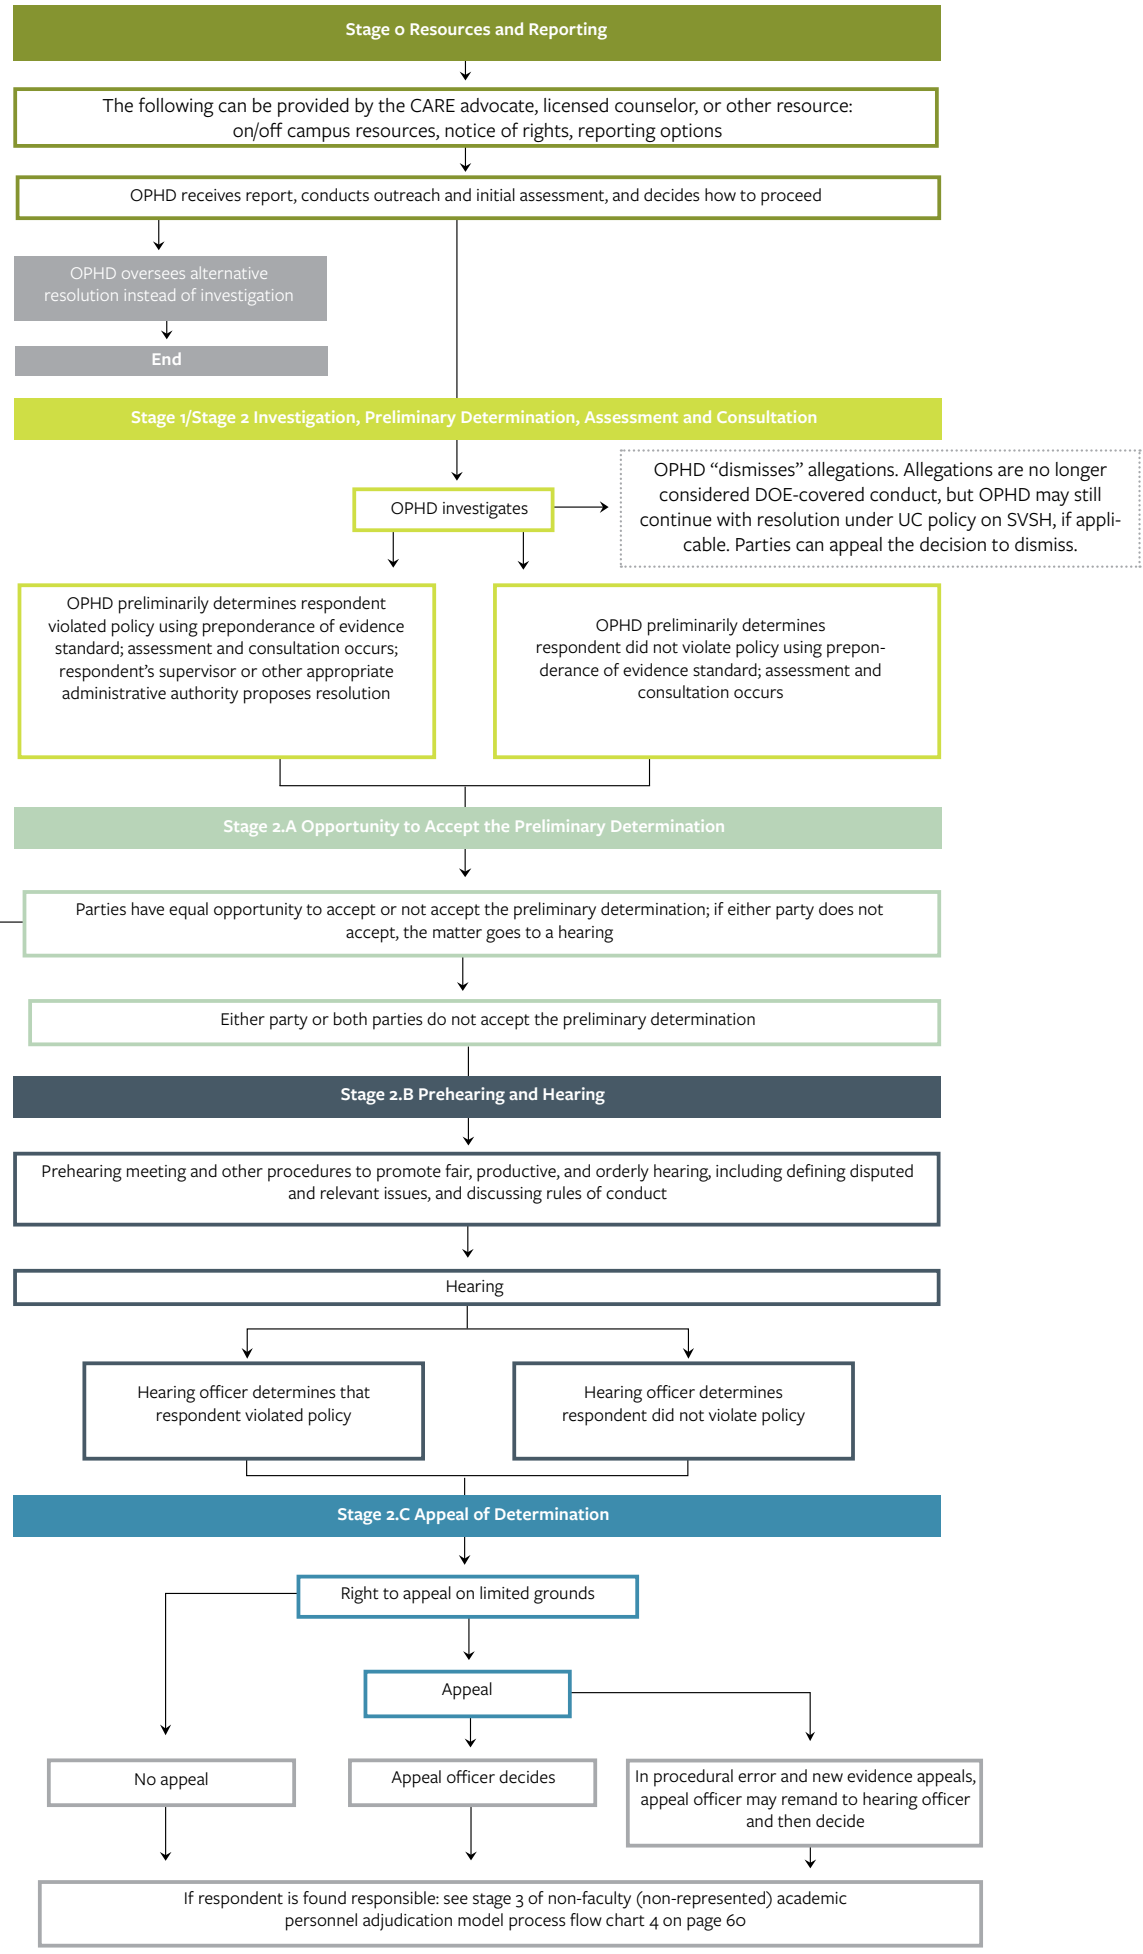 Stage 0 Resources and Reporting
The following can be provided by the CARE advocate, licensed counselor, or other resource:
on/off campus resources, notice of rights, reporting options
OPHD receives report, conducts outreach and initial assessment, and decides how to proceed
OPHD oversees alternative
resolution instead of investigation
End
Stage 1/Stage 2 Investigation, Preliminary Determination, Assessment and Consultation
OPHD investigates
OPHD “dismisses” allegations. Allegations are no longer
considered DOE-covered conduct, but OPHD may still
continue with resolution under UC policy on SVSH, if appli-
cable. Parties can appeal the decision to dismiss.
OPHD preliminarily determines respondent
violated policy using preponderance of evidence
standard; assessment and consultation occurs;
respondent’s supervisor or other appropriate
administrative authority proposes resolution
OPHD preliminarily determines
respondent did not violate policy using prepon-
derance of evidence standard; assessment and
consultation occurs
Stage 2.A Opportunity to Accept the Preliminary Determination
Parties have equal opportunity to accept or not accept the preliminary determination; if either party does not
accept, the matter goes to a hearing
Either party or both parties do not accept the preliminary determination
Stage 2.B Prehearing and Hearing
Prehearing meeting and other procedures to promote fair, productive, and orderly hearing, including defining disputed
and relevant issues, and discussing rules of conduct
Hearing
Hearing officer determines that
respondent violated policy
Hearing officer determines
respondent did not violate policy
Stage 2.C Appeal of Determination
Right to appeal on limited grounds
Appeal
No appeal
Appeal officer decides
In procedural error and new evidence appeals,
appeal officer may remand to hearing officer
and then decide
If respondent is found responsible: see stage 3 of non-faculty (non-represented) academic
personnel adjudication model process flow chart 4 on page 60